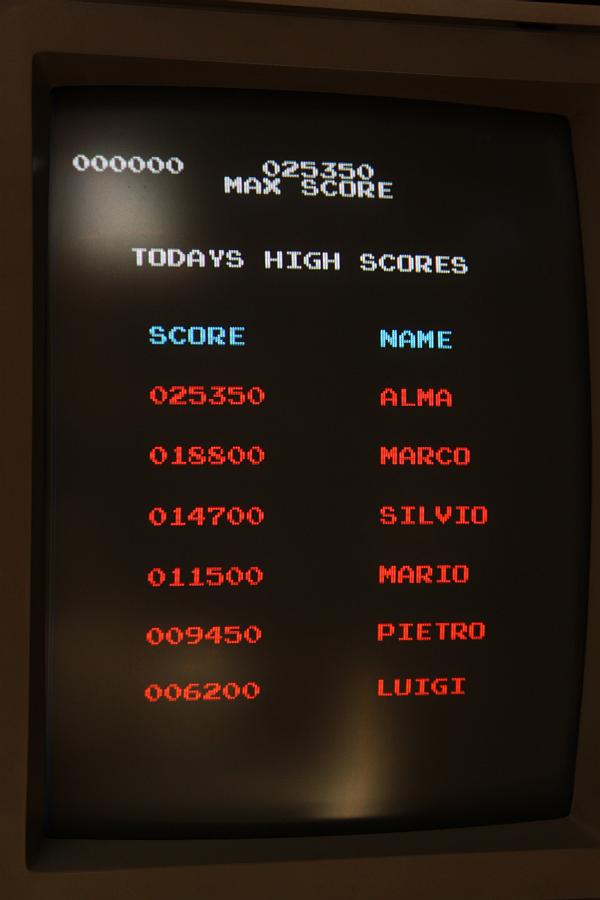 000000 025350
MAX SCORE
TODAYS HIGH SCORES
SCORE NAME
025350 ALMA
018800 MARCO
014700 SILVIO
011500 MARIO
009450 PIETRO
006200 LUIGI